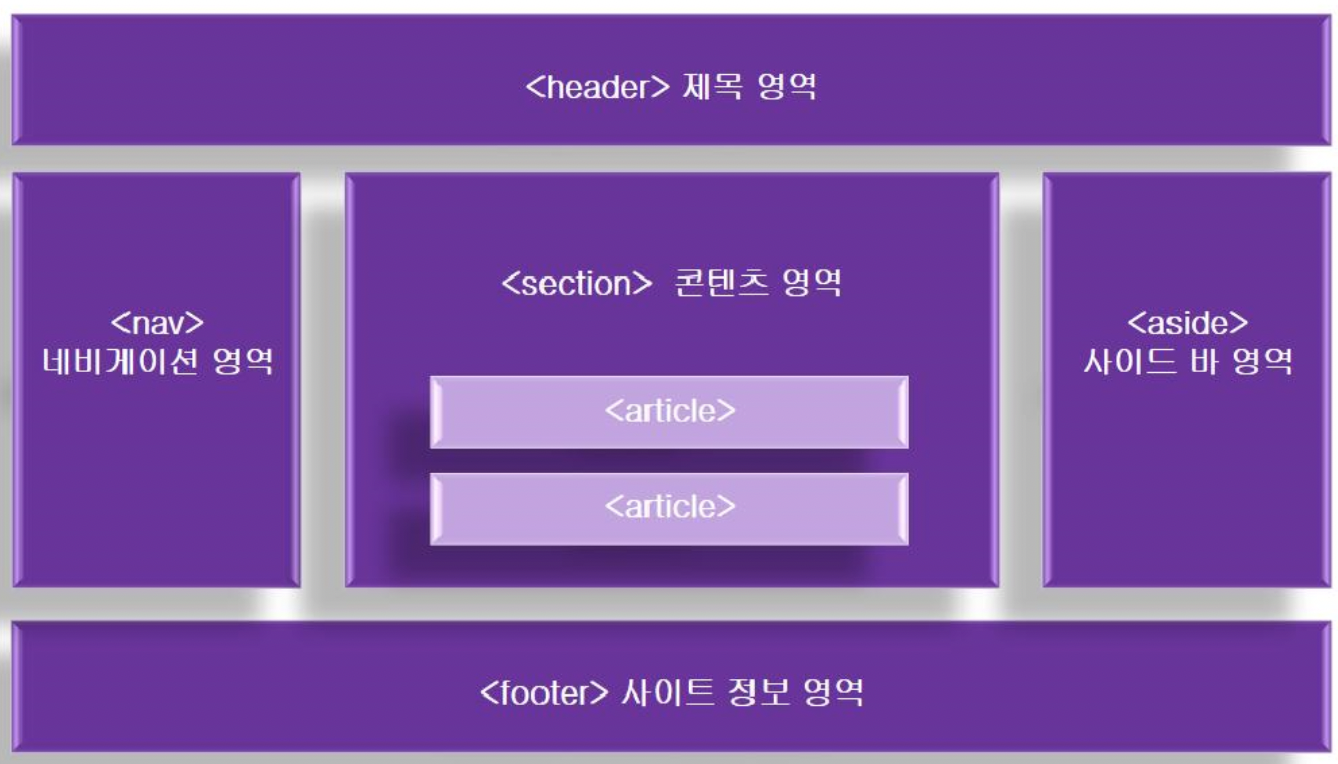 <header> 제목 영역
<nav>
네비게이션 영역
<section> 콘텐츠 영역
<article>
<article>
<aside>
사이드 바 영역
<footer> 사이트 정보 영역